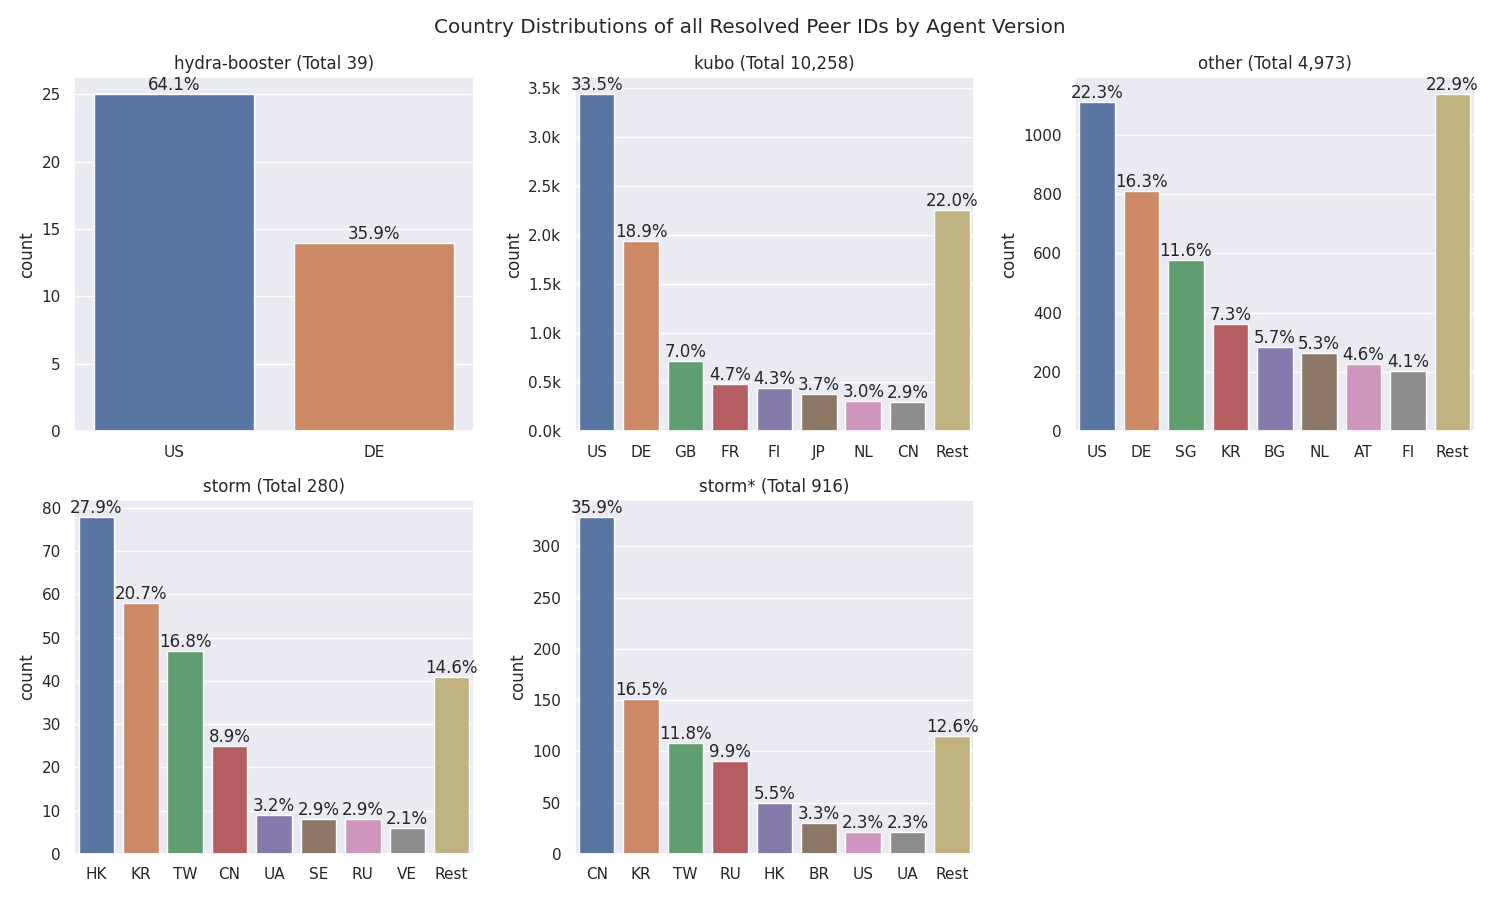 Country Distributions of all Resolved Peer IDs by Agent Version
hydra-booster (Total 39)
count
25
20
15
10
5
0
64.1%
35.9%
US DE
kubo (Total 10,258)
count
3.5k
3.0k
2.5k
2.0k
1.5k
1.0k
0.5k
0.0k
33.5%
18.9%
7.0%
4.7%
4.3%
3.7%
3.0%
2.9%
22.0%
US DE GB FR FI JP NL CN Rest
other (Total 4,973)
count
1000
800
600
400
200
0
22.3%
16.3%
11.6%
7.3%
5.7%
5.3%
4.6%
4.1%
22.9%
US DE SG KR BG NL AT FI Rest
storm (Total 280)
count
80
70
60
50
40
30
20
10
0
27.9%
20.7%
16.8%
8.9%
3.2%
2.9%
2.9%
2.1%
14.6%
HK KR TW CN UA SE RU VE Rest
storm* (Total 916)
count
300
250
200
150
100
50
0
35.9%
16.5%
11.8%
9.9%
5.5%
3.3%
2.3%
2.3%
12.6%
CN KR TW RU HK BR US UA Rest